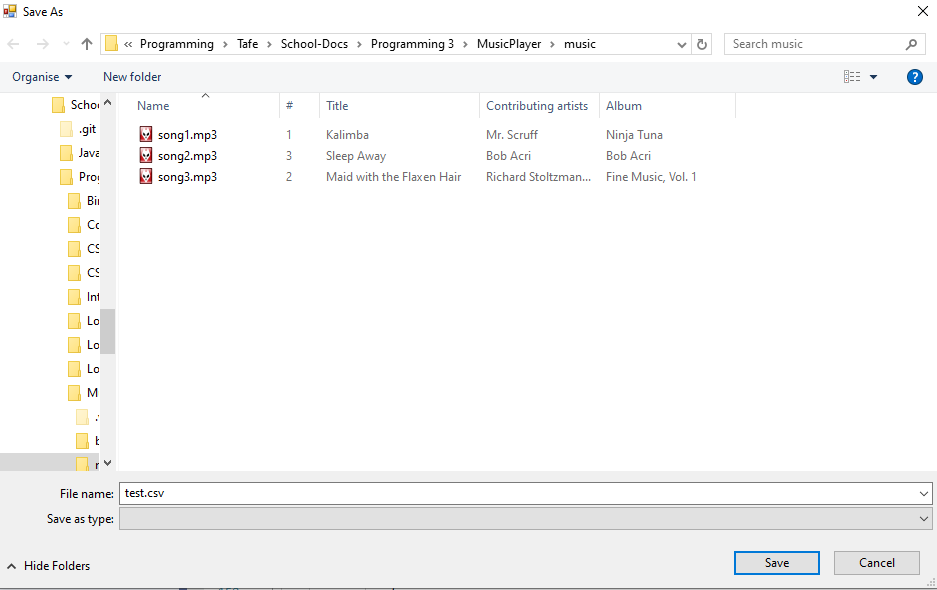 Save As
« Programming > Tafe > School-Docs > Programming 3 > MusicPlayer > music
Search music
Organise
New folder
?
Schoo
.git
Java
Prog
Bin
Co
CS
CS
Int
Lo
Lo
Lo
M
Name # Title Contributing artists Album
song1.mp3 1 Kalimba Mr. Scruff Ninja Tuna
song2.mp3 3 Sleep Away Bob Acri Bob Acri
song3.mp3 2 Maid with the Flaxen Hair Richard Stoltzman... Fine Music, Vol. 1
File name: test.csv
Save as type:
Hide Folders
Save
Cancel